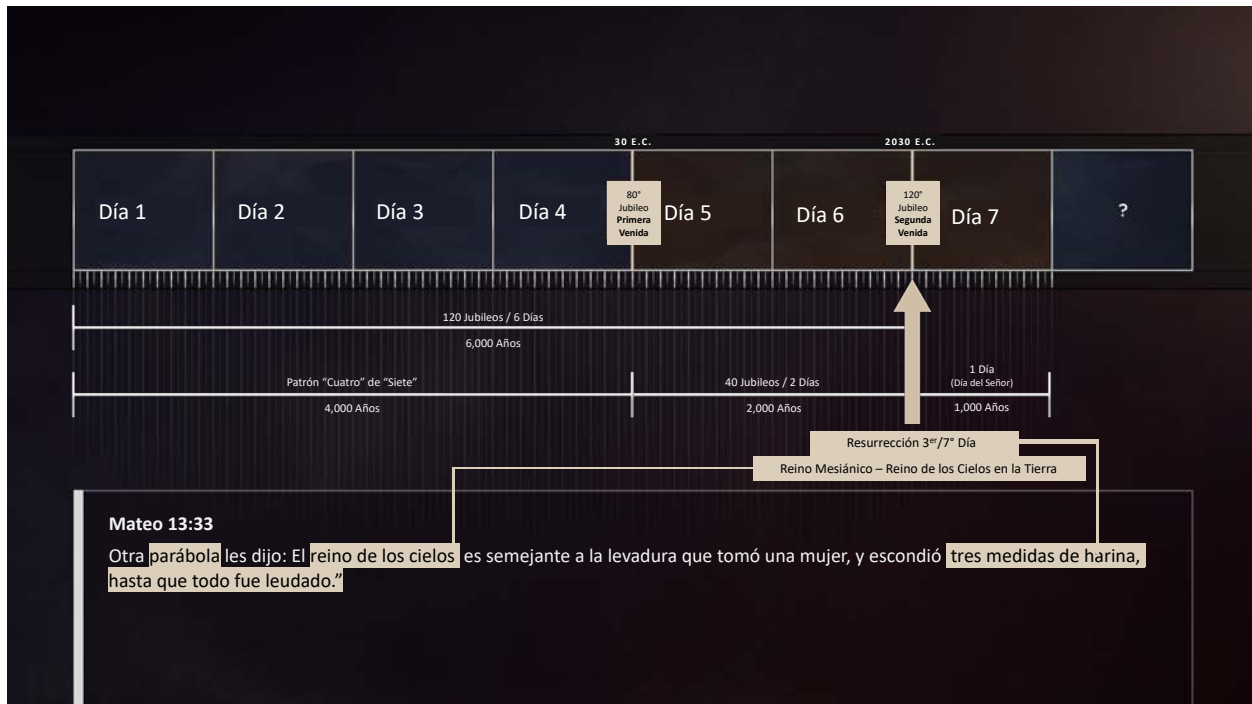 30 E.C.
2030 E.C.
Día 1
Día 2
Día 3
Día 4
80°
Jubileo
Primera
Venida
Día 5
Día 6
120°
Jubileo
Segunda
Venida
Día 7
?
120 Jubileos / 6 Días
6,000 Años
Patrón “Cuatro” de “Siete”
4,000 Años
40 Jubileos / 2 Días
2,000 Años
1 Día
(Día del Señor)
1,000 Años
Resurrección 3er/7° Día
Reino Mesiánico – Reino de los Cielos en la Tierra
Mateo 13:33
Otra parábola les dijo: El reino de los cielos es semejante a la levadura que tomó una mujer, y escondió tres medidas de harina,
hasta que todo fue leudado.”